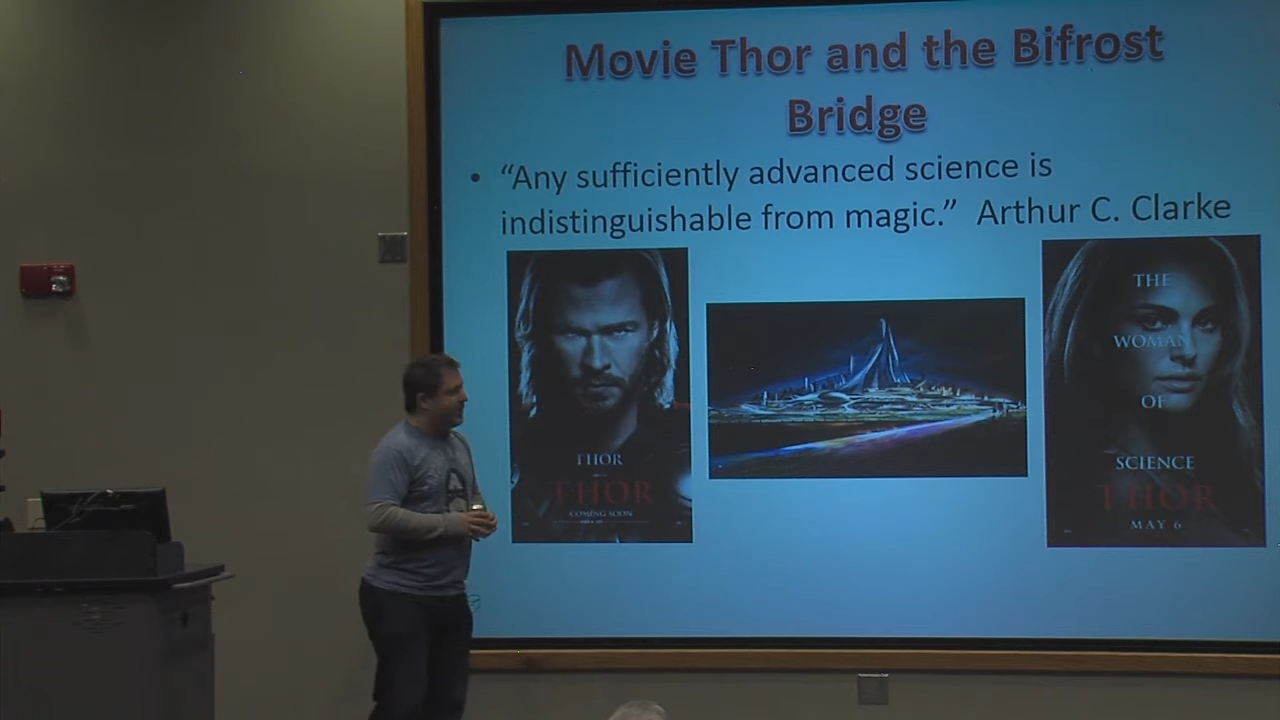 Movie Thor and the Bifrost
Bridge
• “Any sufficiently advanced science is
indistinguishable from magic.” Arthur C. Clarke
THOR
THOR
COMING SOON
THE
WOMAN
OF
SCIENCE
THOR
MAY 6